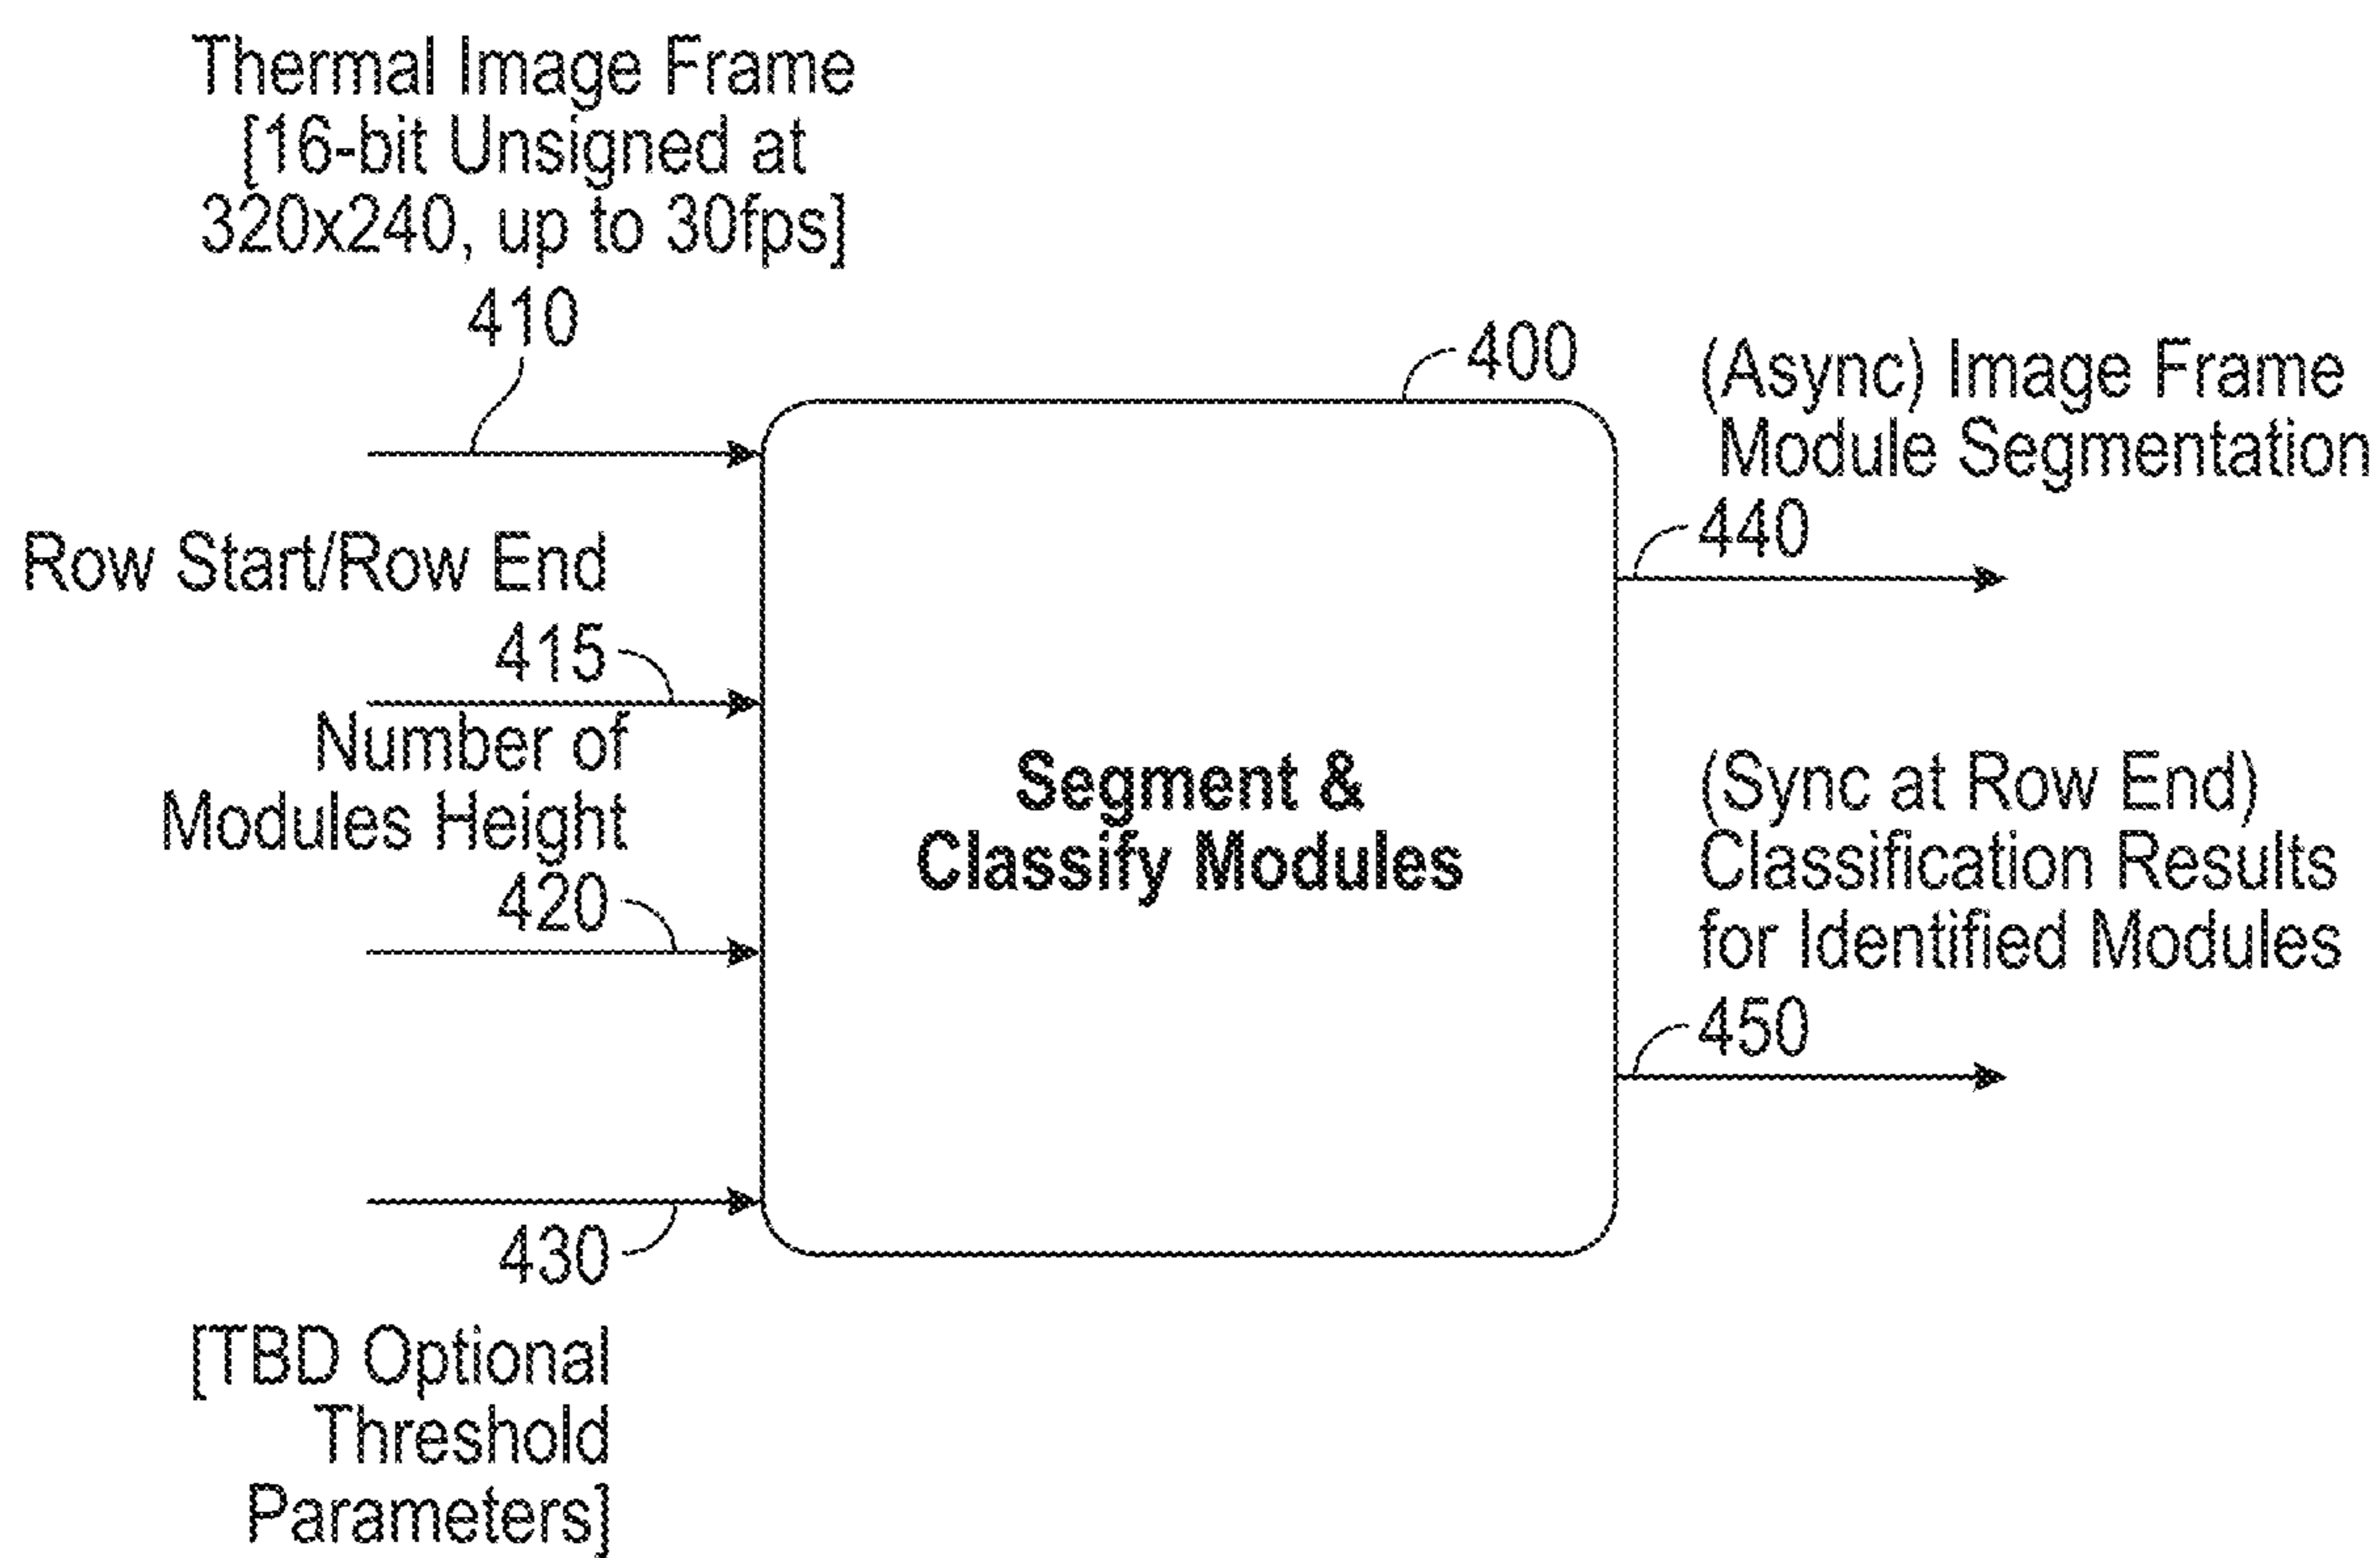 Thermal Image Frame
[16-bit Unsigned at
320x240, up to 30fps]
410
Row Start/Row End
415
Number of
Modules Height
420
430
[TBD Optional
Threshold
Parameters]
400
Segment &
Classify Modules
(Async) Image Frame
Module Segmentation
440
(Sync at Row End)
Classification Results
for Identified Modules
450